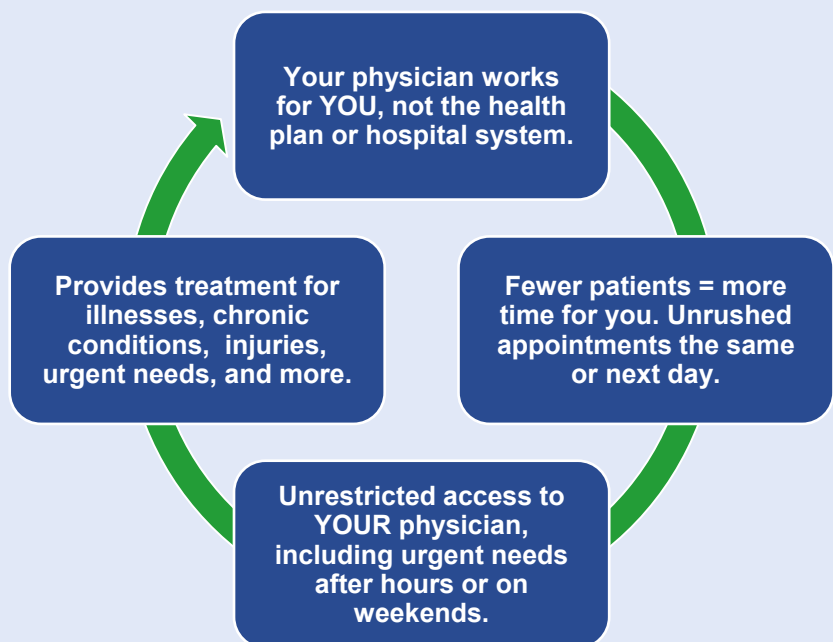 Your physician works
for YOU, not the health
plan or hospital system.
Fewer patients = more
time for you. Unrushed
appointments the same
or next day.
Unrestricted access to
YOUR physician,
including urgent needs
after hours or on
weekends.
Provides treatment for
illnesses, chronic
conditions,  injuries,
urgent needs, and more.